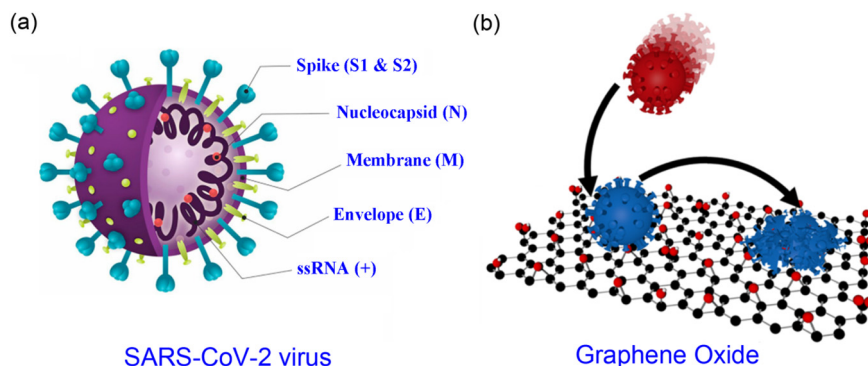 (a)
Spike (S1 & S2)
Nucleocapsid (N)
Membrane (M)
Envelope (E)
ssRNA (+)
SARS-CoV-2 virus
(b)
Graphene Oxide